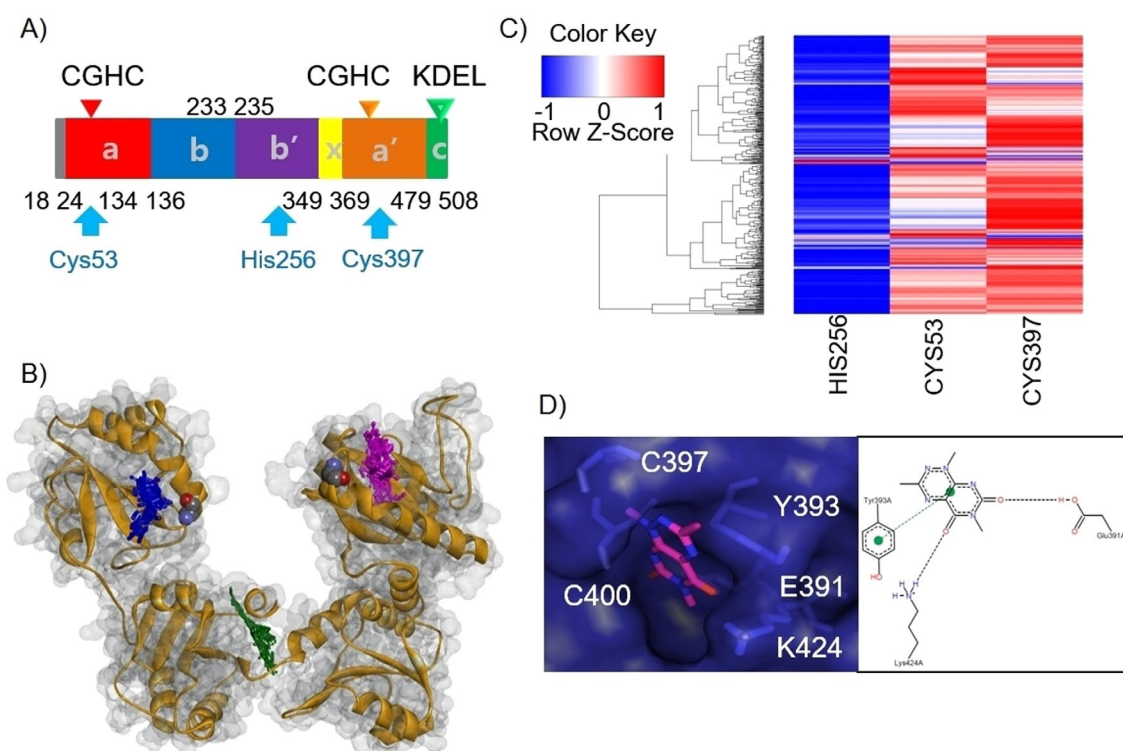 A)
CGHC
CGHC
KDEL
233 235
a
b
b′
x
a′
c
18 24 134 136 349 369 479 508
Cys53
His256
Cys397
C)
Color Key
-1 0 1
Row Z-Score
HIS256
CYS53
CYS397
B)
D)
C397
Y393
C400
E391
K424
Tyr393A
HO
N
N
N
N
N
N
O
O
H
O
O
Glu391A
H
H
H
N
Lys424A